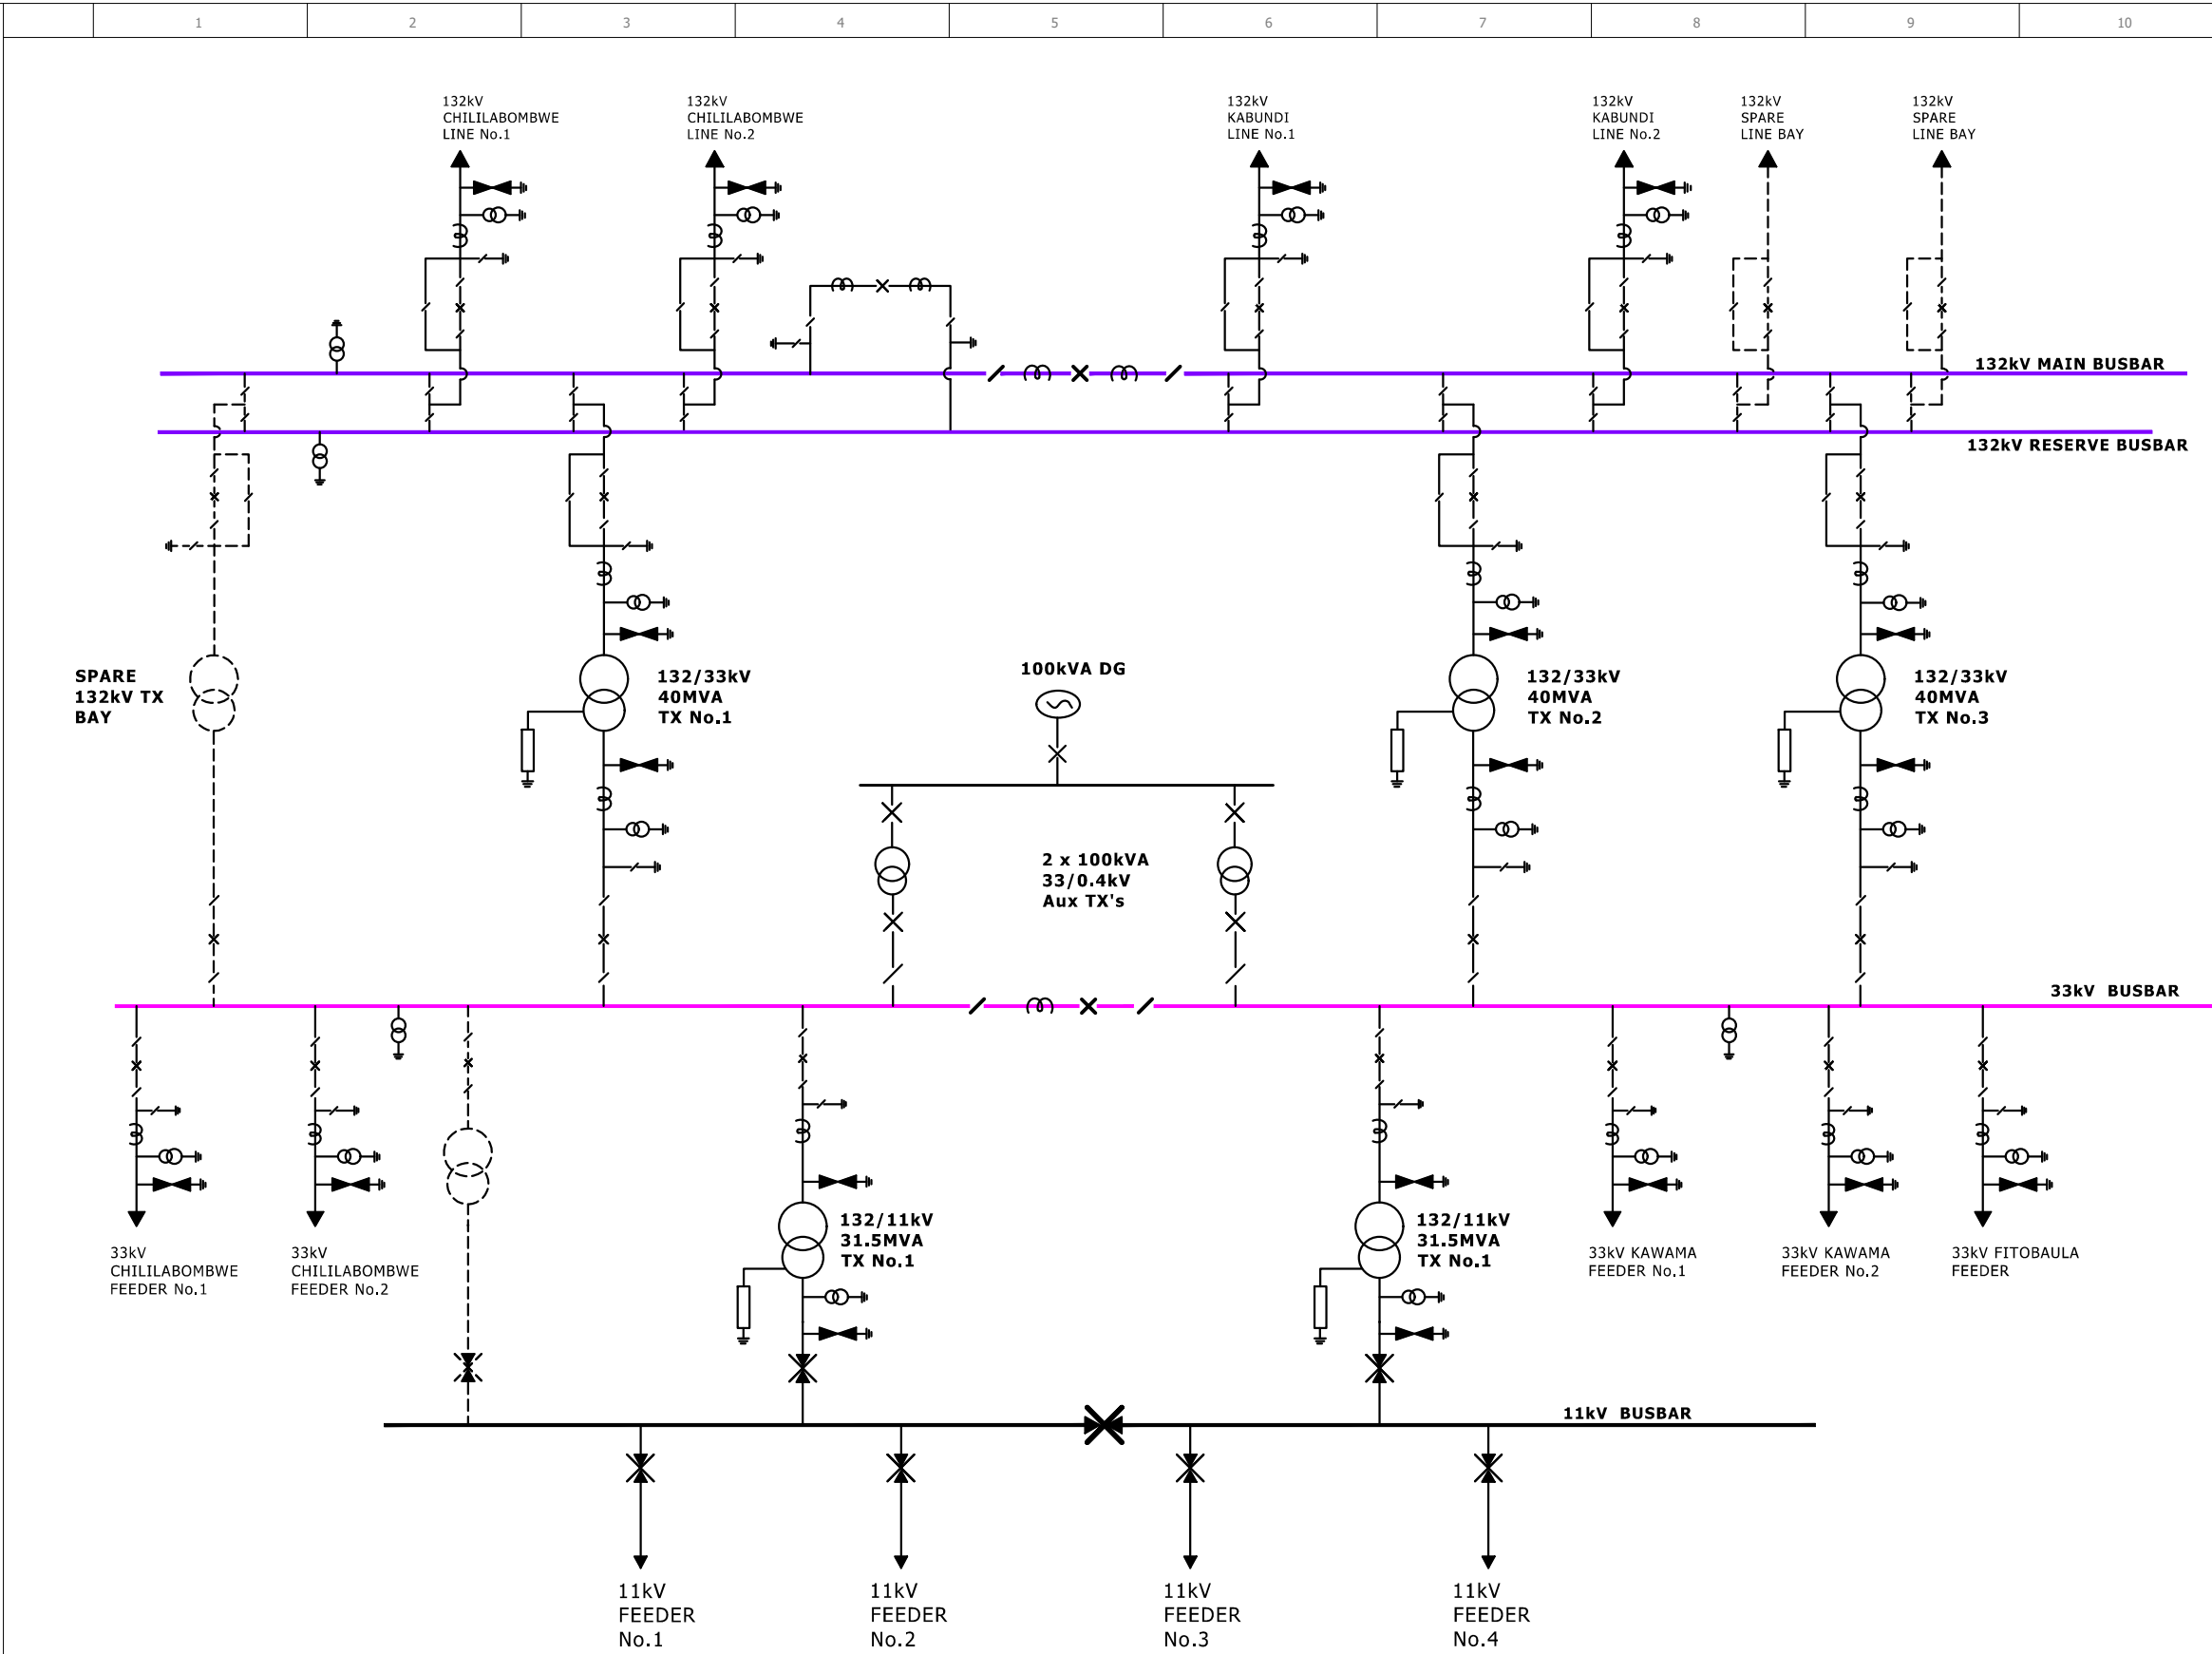 1
2
3
4
5
6
7
8
9
10
132kV
CHILILABOMBWE
LINE No.1
132kV
CHILILABOMBWE
LINE No.2
132kV
KABUNDI
LINE No.1
132kV
KABUNDI
LINE No.2
132kV
SPARE
LINE BAY
132kV
SPARE
LINE BAY
132kV MAIN BUSBAR
132kV RESERVE BUSBAR
SPARE
132kV TX
BAY
132/33kV
40MVA
TX No.1
100kVA DG
132/33kV
40MVA
TX No.2
132/33kV
40MVA
TX No.3
2 x 100kVA
33/0.4kV
Aux TX's
33kV BUSBAR
33kV
CHILILABOMBWE
FEEDER No.1
33kV
CHILILABOMBWE
FEEDER No.2
132/11kV
31.5MVA
TX No.1
132/11kV
31.5MVA
TX No.1
33kV KAWAMA
FEEDER No.1
33kV KAWAMA
FEEDER No.2
33kV FITOBAULA
FEEDER
11kV BUSBAR
11kV
FEEDER
No.1
11kV
FEEDER
No.2
11kV
FEEDER
No.3
11kV
FEEDER
No.4